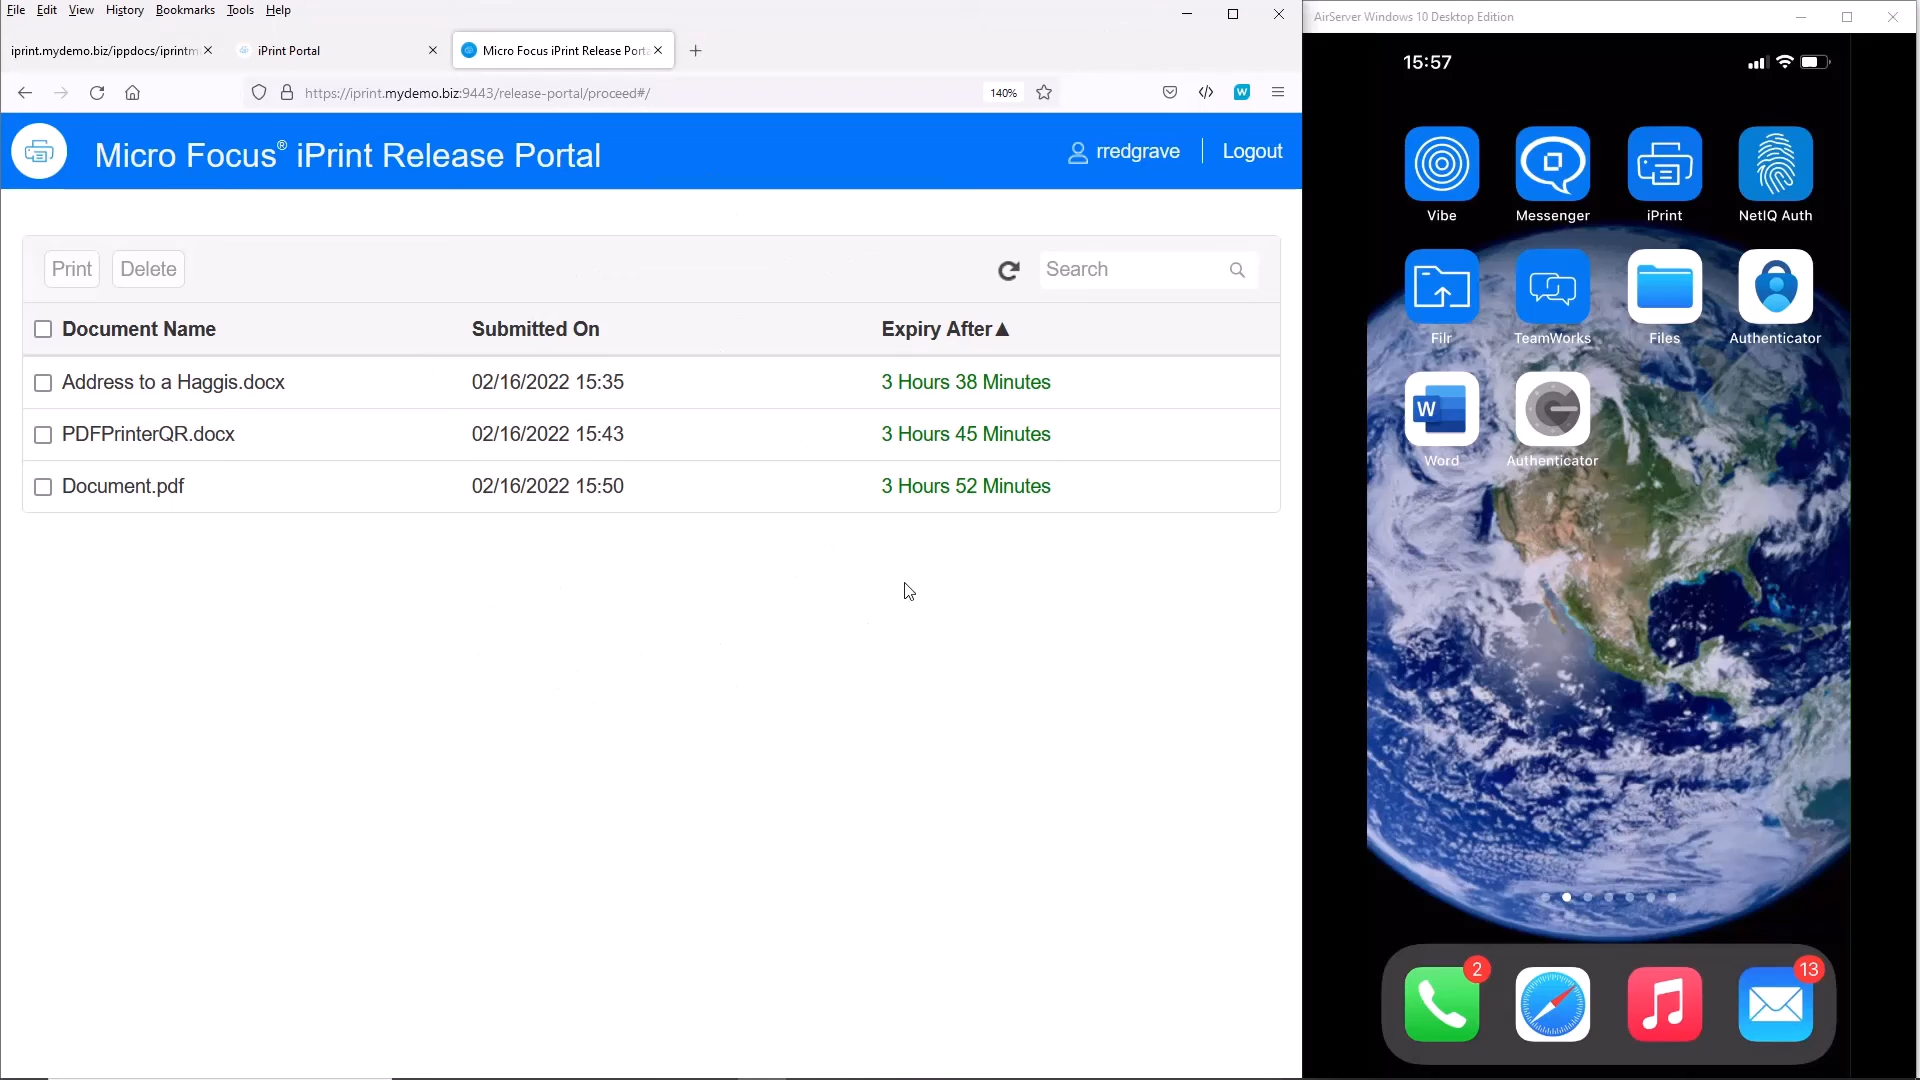 File Edit View History Bookmarks Tools Help
iprint.mydemo.biz/ippdocs/iprintm
iPrint Portal
Micro Focus iPrint Release Porta
https://iprint.mydemo.biz:9443/release-portal/proceed#/
140%
Micro Focus® iPrint Release Portal
rredgrave
Logout
Print
Delete
Search
Document Name Submitted On Expiry After▲
Address to a Haggis.docx 02/16/2022 15:35 3 Hours 38 Minutes
PDFPrinterQR.docx 02/16/2022 15:43 3 Hours 45 Minutes
Document.pdf 02/16/2022 15:50 3 Hours 52 Minutes
AirServer Windows 10 Desktop Edition
15:57
Vibe Messenger iPrint NetIQ Auth
Filr TeamWorks Files Authenticator
W
Word Authenticator
2
13